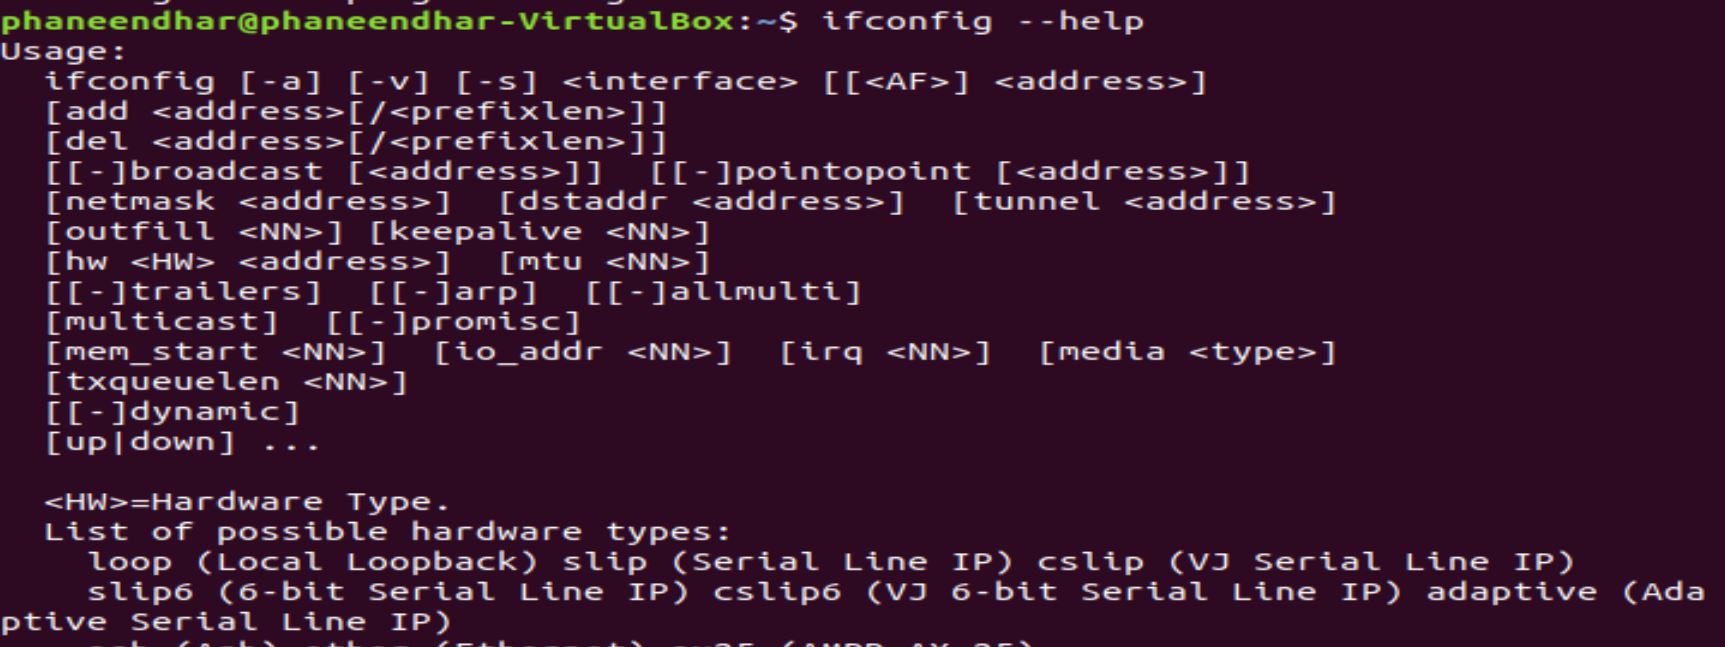 phaneendhar@phaneendhar-VirtualBox:~$ ifconfig --help
Usage:
  ifconfig [-a] [-v] [-s] <interface> [[<AF>] <address>]
  [add <address>[/<prefixlen>]]
  [del <address>[/<prefixlen>]]
  [[-]broadcast [<address>]]  [[-]pointopoint [<address>]]
  [netmask <address>]  [dstaddr <address>]  [tunnel <address>]
  [outfill <NN>] [keepalive <NN>]
  [hw <HW> <address>]  [mtu <NN>]
  [[-]trailers]  [[-]arp]  [[-]allmulti]
  [multicast]  [[-]promisc]
  [mem_start <NN>]  [io_addr <NN>]  [irq <NN>]  [media <type>]
  [txqueuelen <NN>]
  [[-]dynamic]
  [up|down] ...

  <HW>=Hardware Type.
  List of possible hardware types:
    loop (Local Loopback) slip (Serial Line IP) cslip (VJ Serial Line IP)
    slip6 (6-bit Serial Line IP) cslip6 (VJ 6-bit Serial Line IP) adaptive (Ada
ptive Serial Line IP)